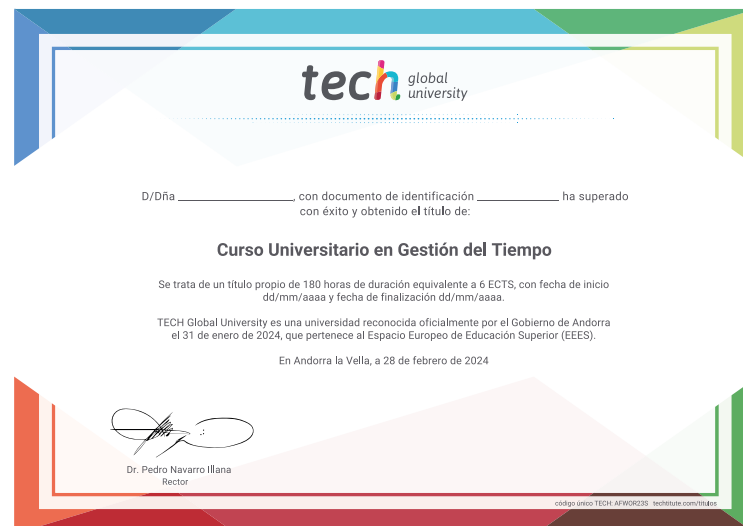 tech global
university
D/Dña ____________________, con documento de identificación ______________ ha superado
con éxito y obtenido el título de:
Curso Universitario en Gestión del Tiempo
Se trata de un título propio de 180 horas de duración equivalente a 6 ECTS, con fecha de inicio
dd/mm/aaaa y fecha de finalización dd/mm/aaaa.
TECH Global University es una universidad reconocida oficialmente por el Gobierno de Andorra
el 31 de enero de 2024, que pertenece al Espacio Europeo de Educación Superior (EEES).
En Andorra la Vella, a 28 de febrero de 2024
Dr. Pedro Navarro Illana
Rector
código único TECH: AFWOR23S techtitute.com/titulos